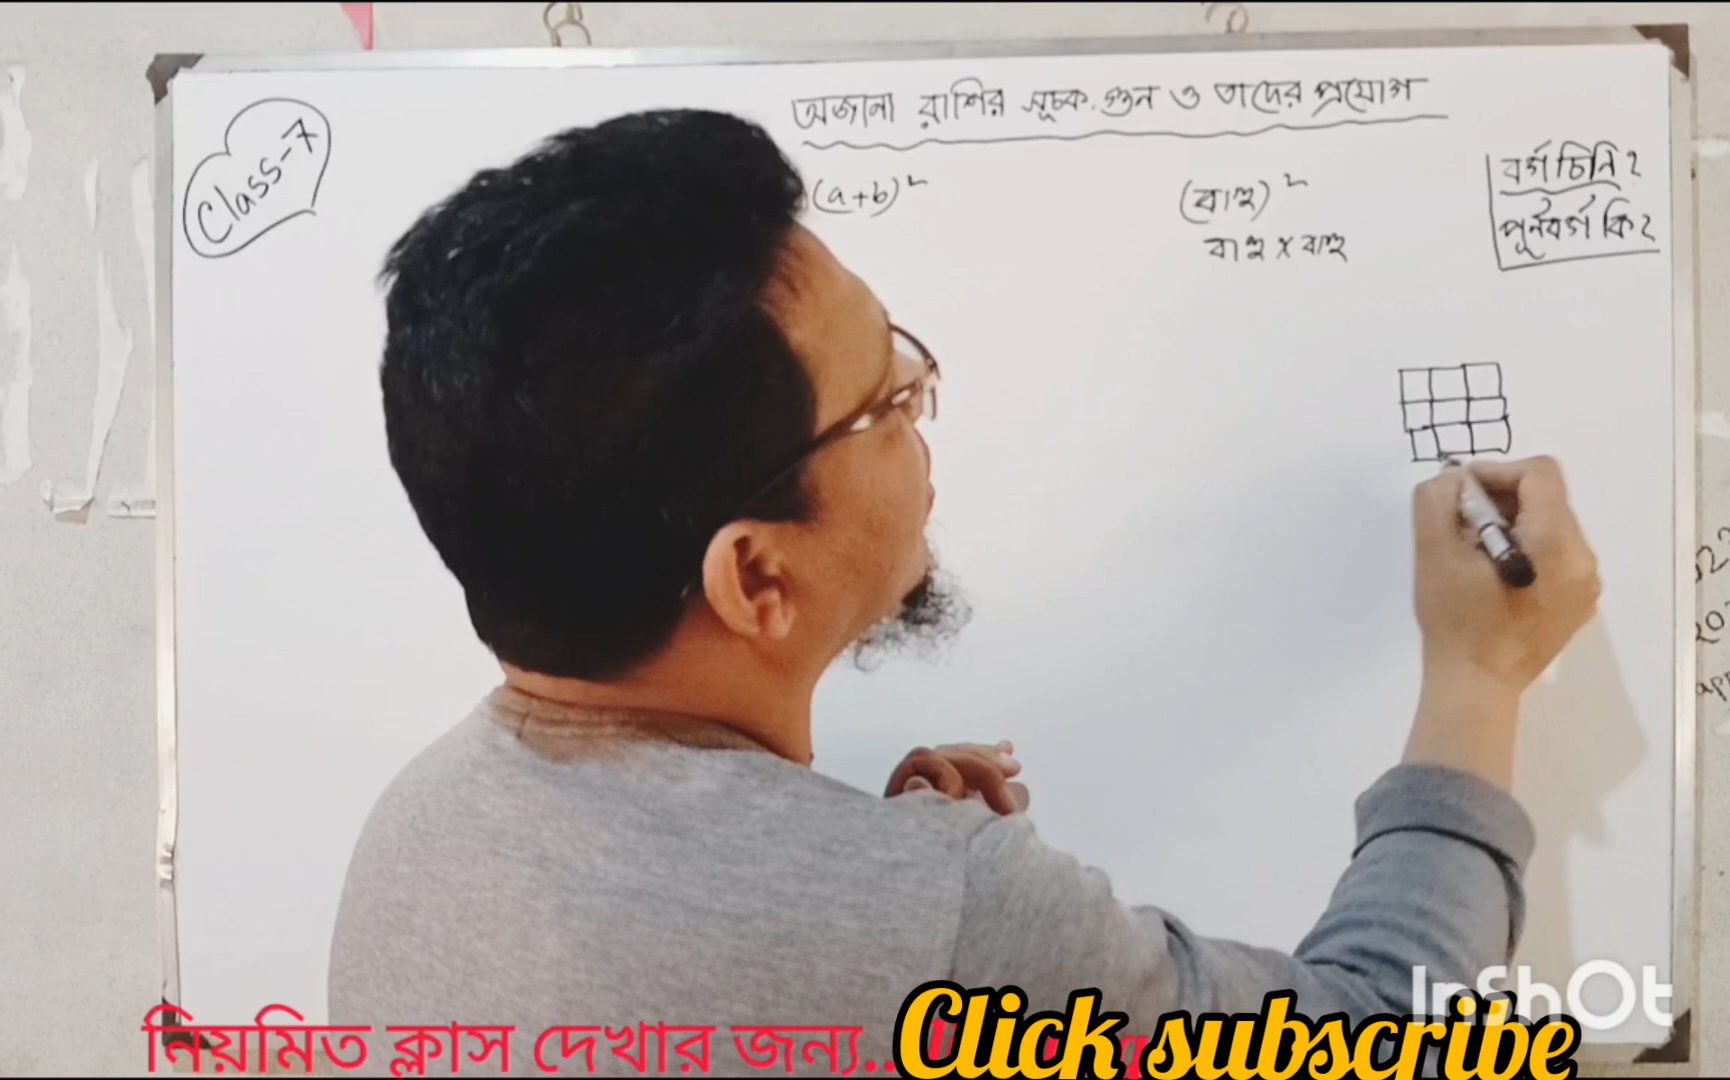 Class-7
অজানা রাশির সূচক, গুন ও তাদের প্রয়োগ
(a+b)²
(বাহু)²
বাহু x বাহু
বর্গ চিনি?
পূর্নবর্গ কি?
নিয়মিত ক্লাস দেখার জন্য..
Click subscribe
InShOt